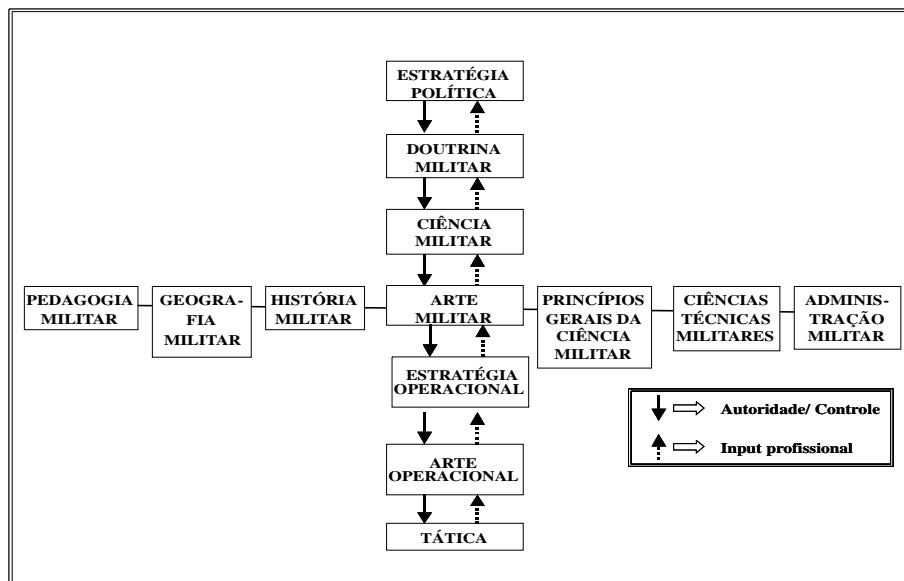 ESTRATÉGIA
POLÍTICA
DOUTRINA
MILITAR
CIÊNCIA
MILITAR
PEDAGOGIA
MILITAR
GEOGRA-
FIA
MILITAR
HISTÓRIA
MILITAR
ARTE
MILITAR
PRINCÍPIOS
GERAIS DA
CIÊNCIA
MILITAR
CIÊNCIAS
TÉCNICAS
MILITARES
ADMINIS-
TRAÇÃO
MILITAR
ESTRATÉGIA
OPERACIONAL
ARTE
OPERACIONAL
TÁTICA
Autoridade/ Controle
Input profissional